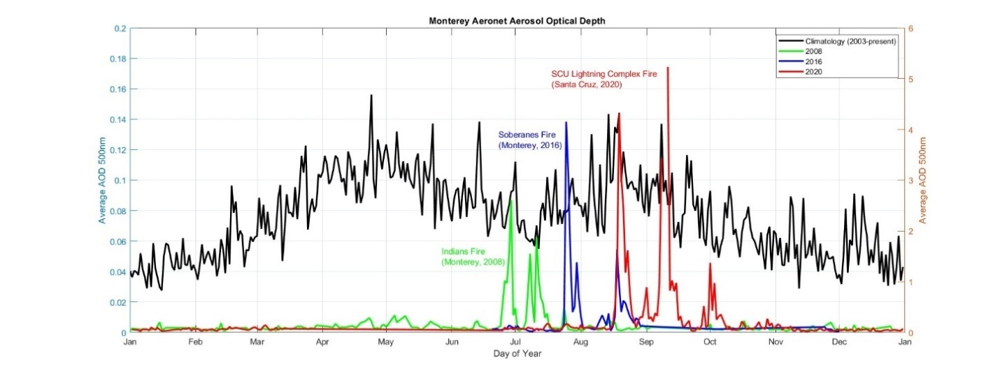 Monterey Aeronet Aerosol Optical Depth
0.2
0.18
0.16
0.14
0.12
0.1
0.08
0.06
0.04
0.02
0
Average AOD 500nm
6
5
4
3
2
1
0
Average AOD 500nm
Climatology (2003-present)
2008
2016
2020
SCU Lightning Complex Fire
(Santa Cruz, 2020)
Soberanes Fire
(Monterey, 2016)
Indians Fire
(Monterey, 2008)
Jan Feb Mar Apr May Jun Jul Aug Sep Oct Nov Dec Jan
Day of Year